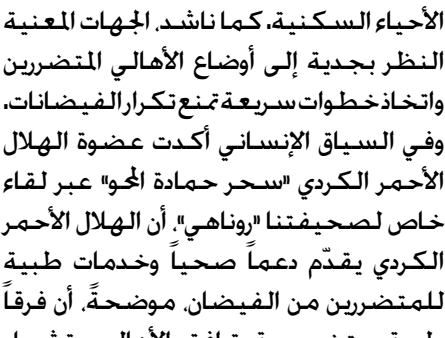 الأحياء السكنية، كما ناشد، الجهات المعنية
النظر بجدية إلى أوضاع الأهالي المتضررين
واتخاذ خطوات سريعة تمنع تكرار الفيضانات.
وفي السياق الإنساني أكدت عضوة الهلال
الأحمر الكردي "سحر حمادة المحو" عبر لقاء
خاص لصحيفتنا "روناهي"، أن الهلال الأحمر
الكردي يقدّم دعماً صحياً وخدمات طبية
للمتضررين من الفيضان، موضحةً، أن فرقاً